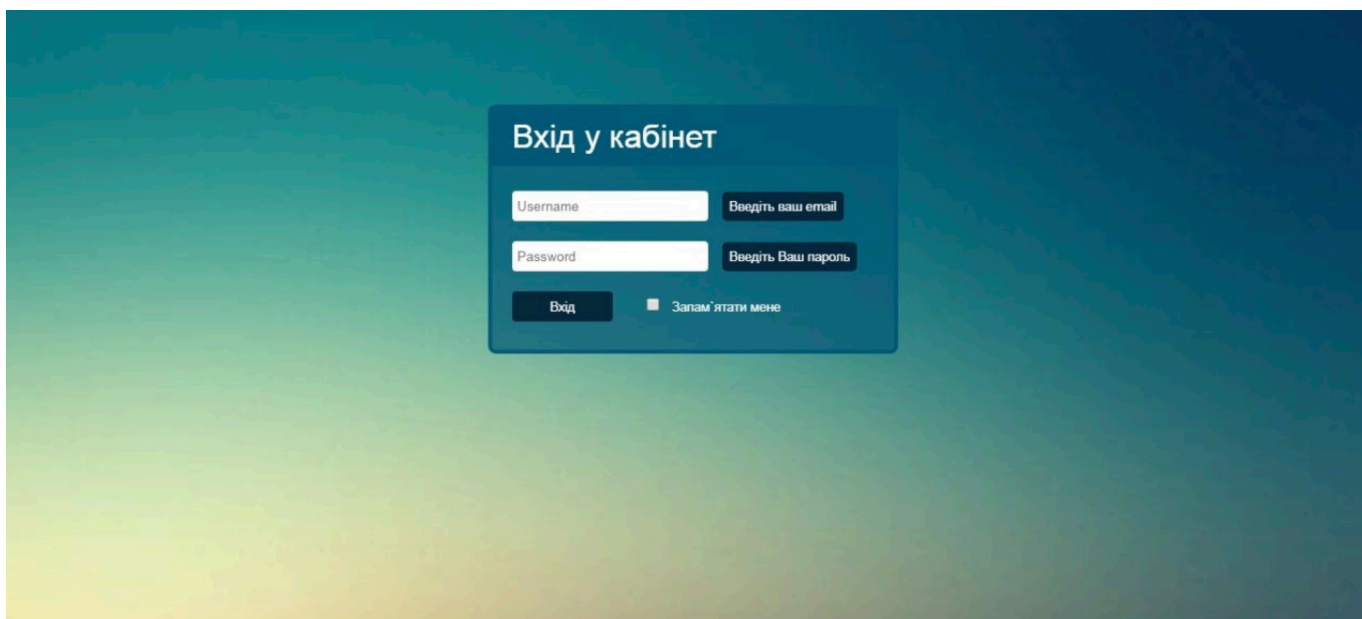 Вхід у кабінет
Username Введіть ваш email
Password Введіть Ваш пароль
Вхід Запам`ятати мене